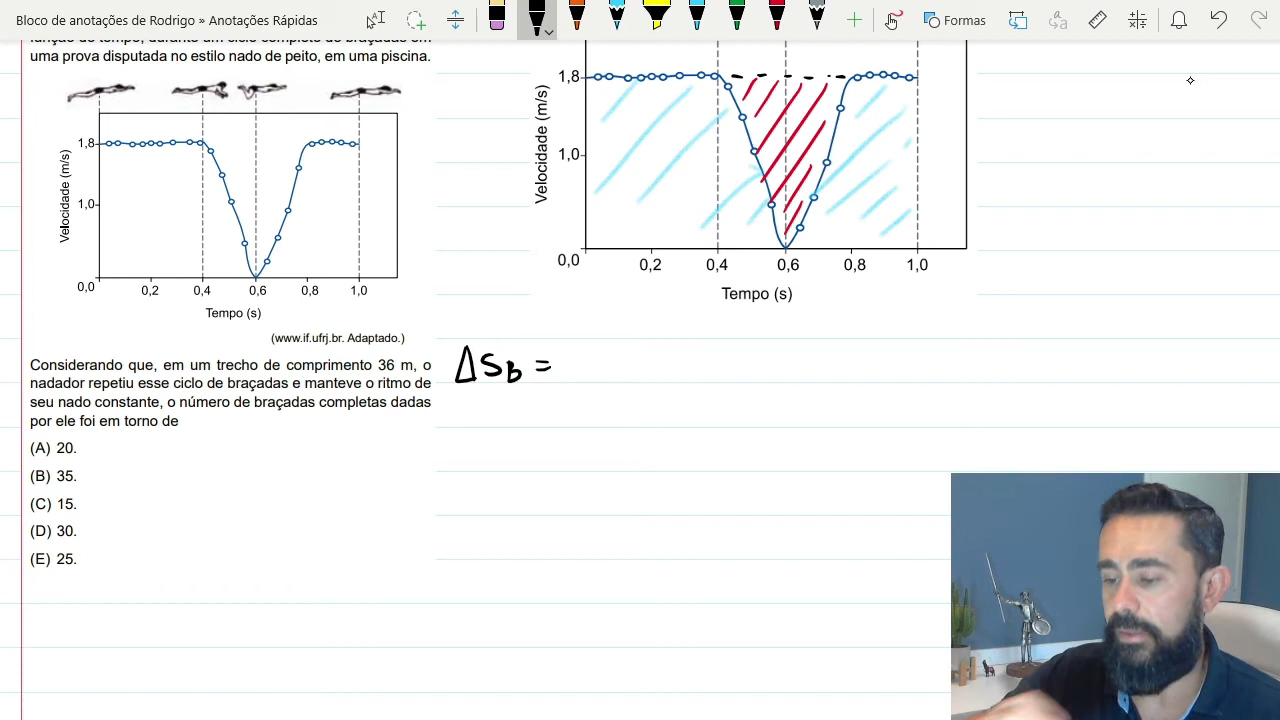 Bloco de Anotações de Rodrigo » Anotações Rápidas
Formas
uma prova disputada no estilo nado de peito, em uma piscina.
Velocidade (m/s)
1,8
1,0
0,0
0,2
0,4
0,6
0,8
1,0
Tempo (s)
(www.if.ufrj.br. Adaptado.)
Considerando que, em um trecho de comprimento 36 m, o
nadador repetiu esse ciclo de braçadas e manteve o ritmo de
seu nado constante, o número de braçadas completas dadas
por ele foi em torno de
(A) 20.
(B) 35.
(C) 15.
(D) 30.
(E) 25.
Velocidade (m/s)
1,8
1,0
0,0
0,2
0,4
0,6
0,8
1,0
Tempo (s)
ΔSB =